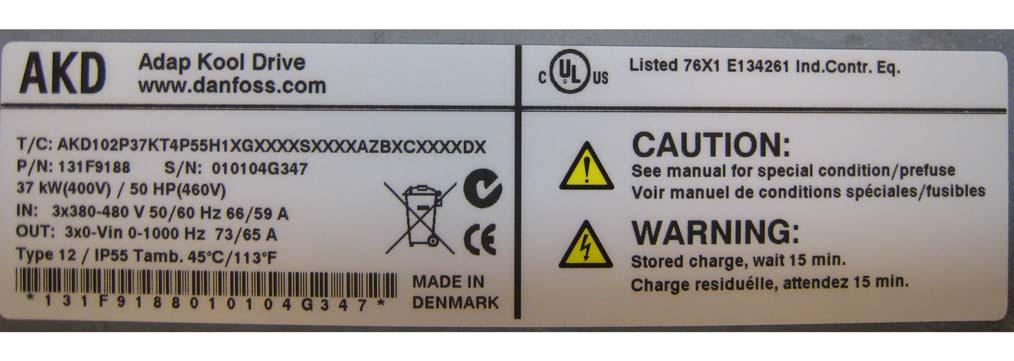 AKD
Adap Kool Drive
www.danfoss.com
T/C: AKD102P37KT4P55H1XGXXXXSXXXXAZBXCXXXXDX
P/N: 131F9188 S/N: 010104G347
37 kW(400V) / 50 HP(460V)
IN: 3x380-480 V 50/60 Hz 66/59 A
OUT: 3x0-Vin 0-1000 Hz 73/65 A
Type 12 / IP55 Tamb. 45°C/113°F
*131F9188010104G347*
MADE IN
DENMARK
CE
c UL US
Listed 76X1 E134261 Ind.Contr. Eq.
CAUTION:
See manual for special condition/prefuse
Voir manuel de conditions spéciales/fusibles
WARNING:
Stored charge, wait 15 min.
Charge residuélle, attendez 15 min.